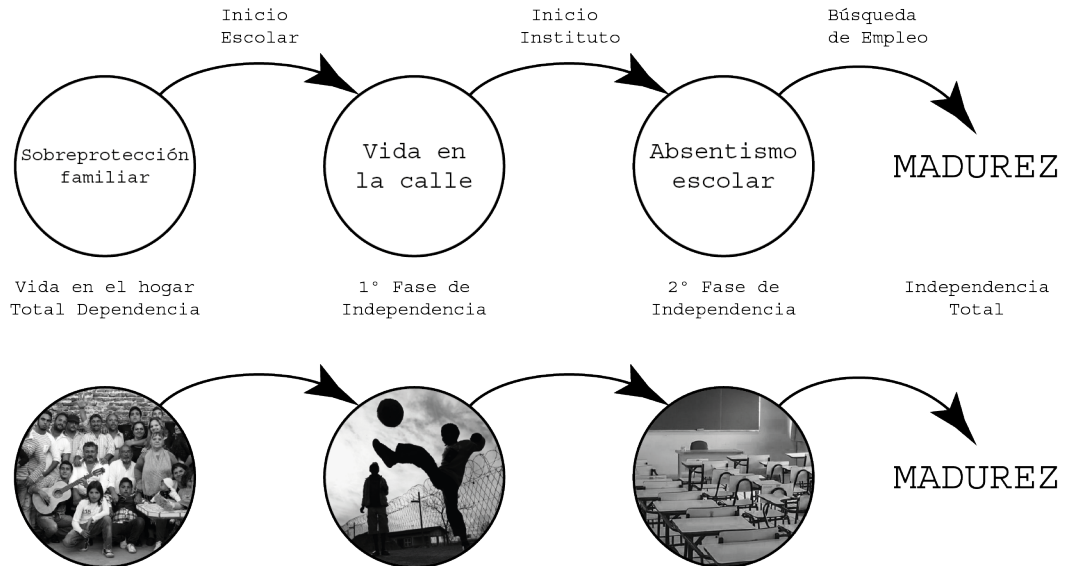 Inicio
Escolar
Inicio
Instituto
Búsqueda
de Empleo
Sobreprotección
familiar
Vida en
la calle
Absentismo
escolar
MADUREZ
Vida en el hogar
Total Dependencia
1° Fase de
Independencia
2° Fase de
Independencia
Independencia
Total
MADUREZ